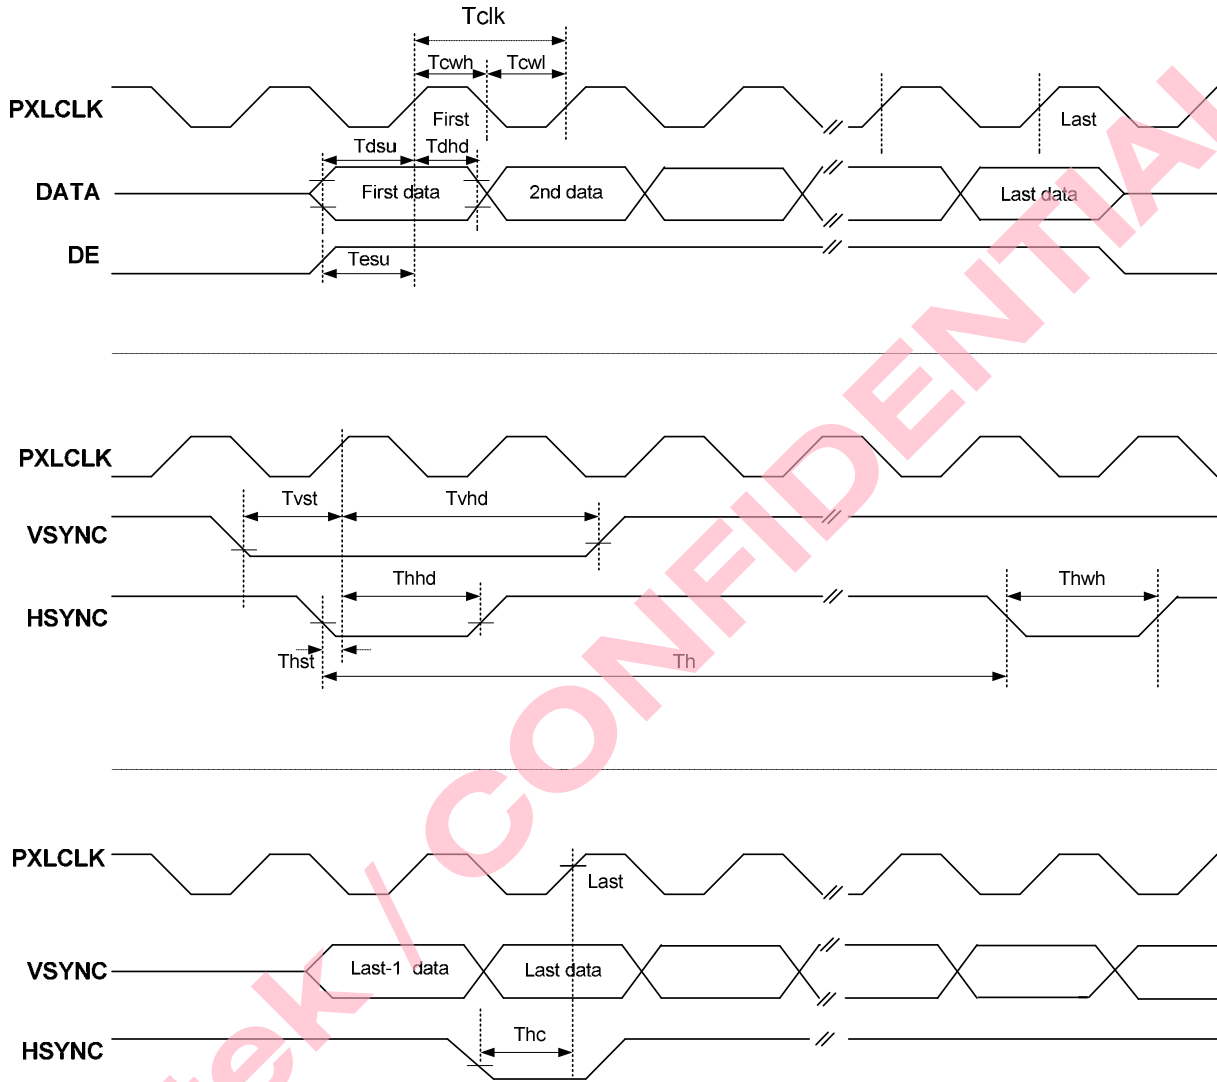 Tclk
Tcwh Tcwl
PXLCLK
First Last
Tdsu Tdhd
DATA First data 2nd data Last data
DE
Tesu
PXLCLK
Tvst Tvhd
VSYNC
Thhd Thwh
HSYNC
Thst Th
PXLCLK
Last
VSYNC Last-1 data Last data
Thc
HSYNC
tek / CONFIDENTIAL